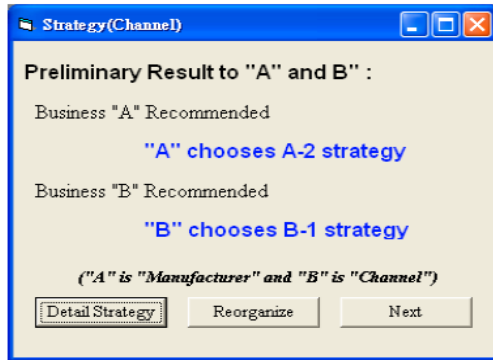 Strategy(Channel)
Preliminary Result to "A" and B" :
Business "A" Recommended
"A" chooses A-2 strategy
Business "B" Recommended
"B" chooses B-1 strategy
("A" is "Manufacturer" and "B" is "Channel")
Detail Strategy Reorganize Next